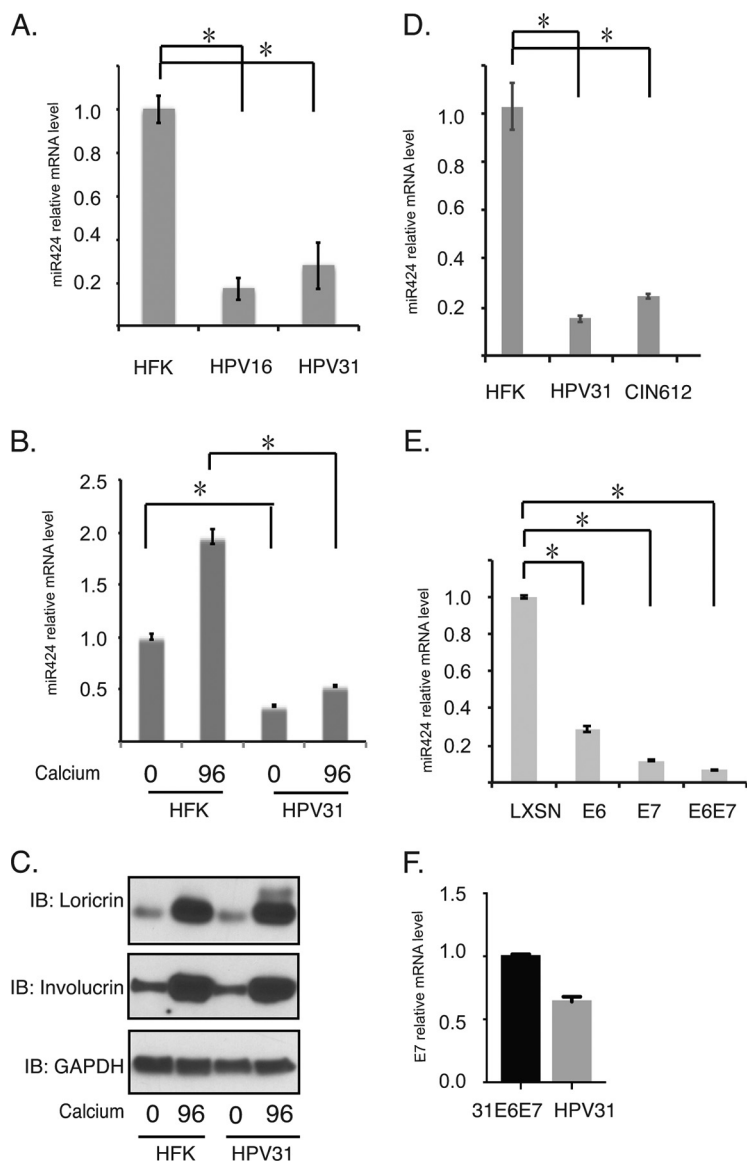 A.
*
*
miR424 relative mRNA level
1.0
0.8
0.6
0.4
0.2
HFK HPV16 HPV31
B.
*
*
miR424 relative mRNA level
2.5
2.0
1.5
1.0
0.5
Calcium 0 96 0 96
HFK HPV31
C.
IB: Loricrin
IB: Involucrin
IB: GAPDH
Calcium 0 96 0 96
HFK HPV31
D.
*
*
miR424 relative mRNA level
1.0
0.8
0.6
0.4
0.2
HFK HPV31 CIN612
E.
*
*
*
miR424 relative mRNA level
1.0
0.8
0.6
0.4
0.2
LXSN E6 E7 E6E7
F.
E7 relative mRNA level
1.5
1.0
0.5
0.0
31E6E7 HPV31